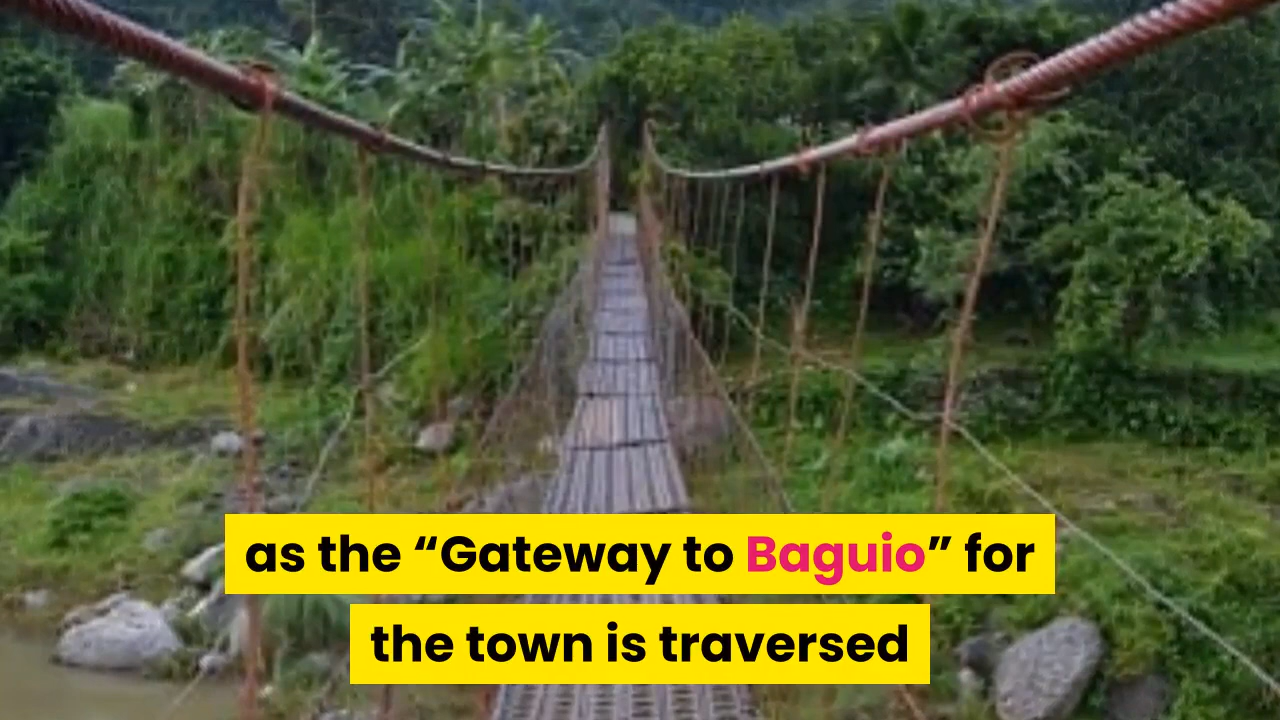 as the “Gateway to Baguio” for
the town is traversed